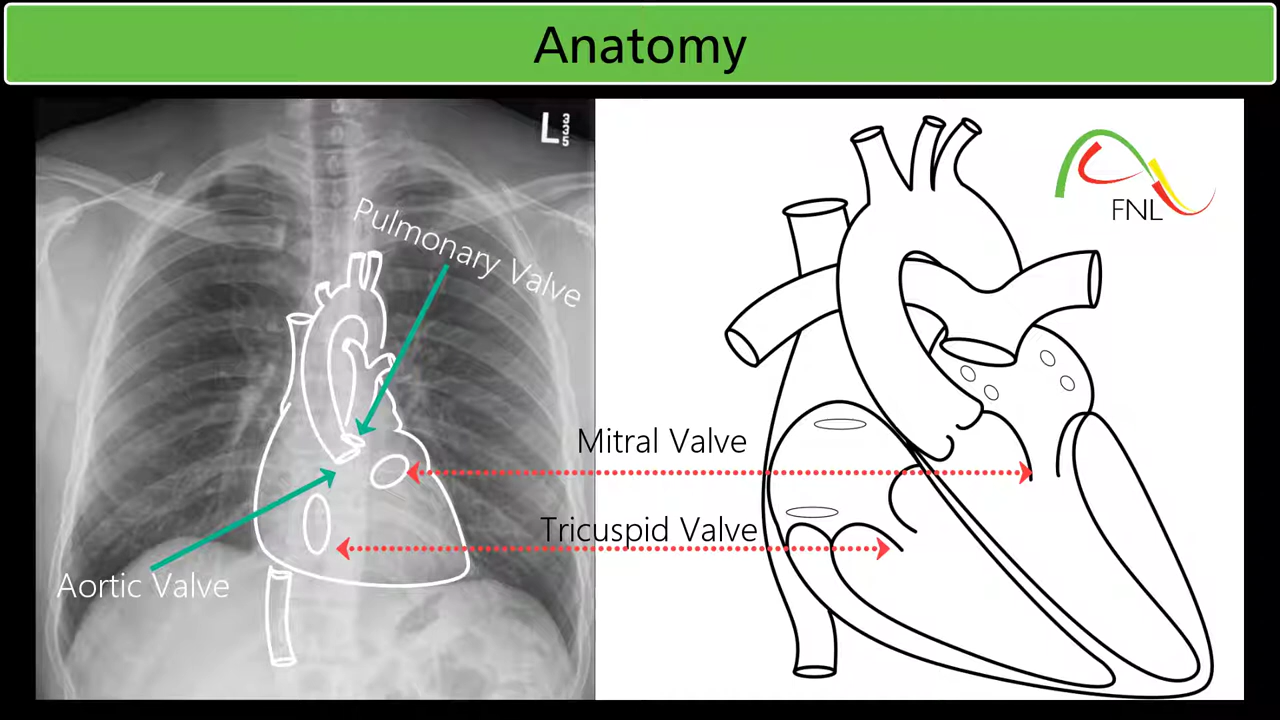 Anatomy
L
Pulmonary Valve
FNL
Mitral Valve
Tricuspid Valve
Aortic Valve